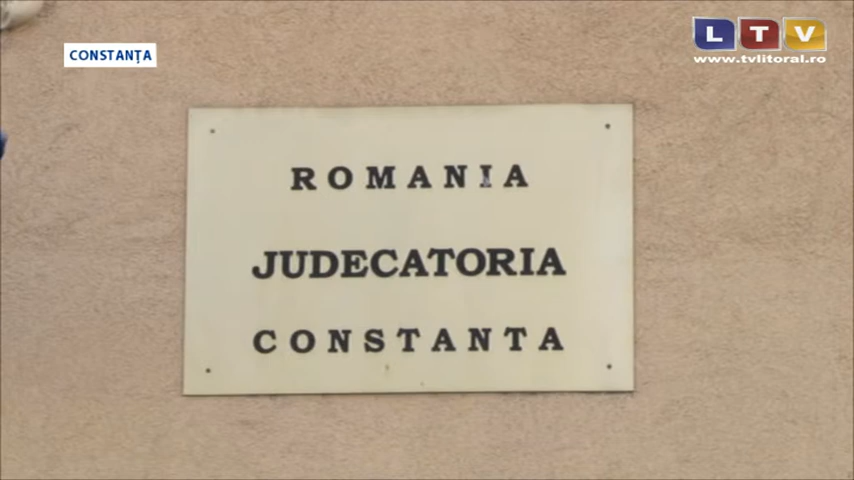 CONSTANȚA
LTV
www.tvlitoral.ro
ROMANIA
JUDECATORIA
CONSTANTA